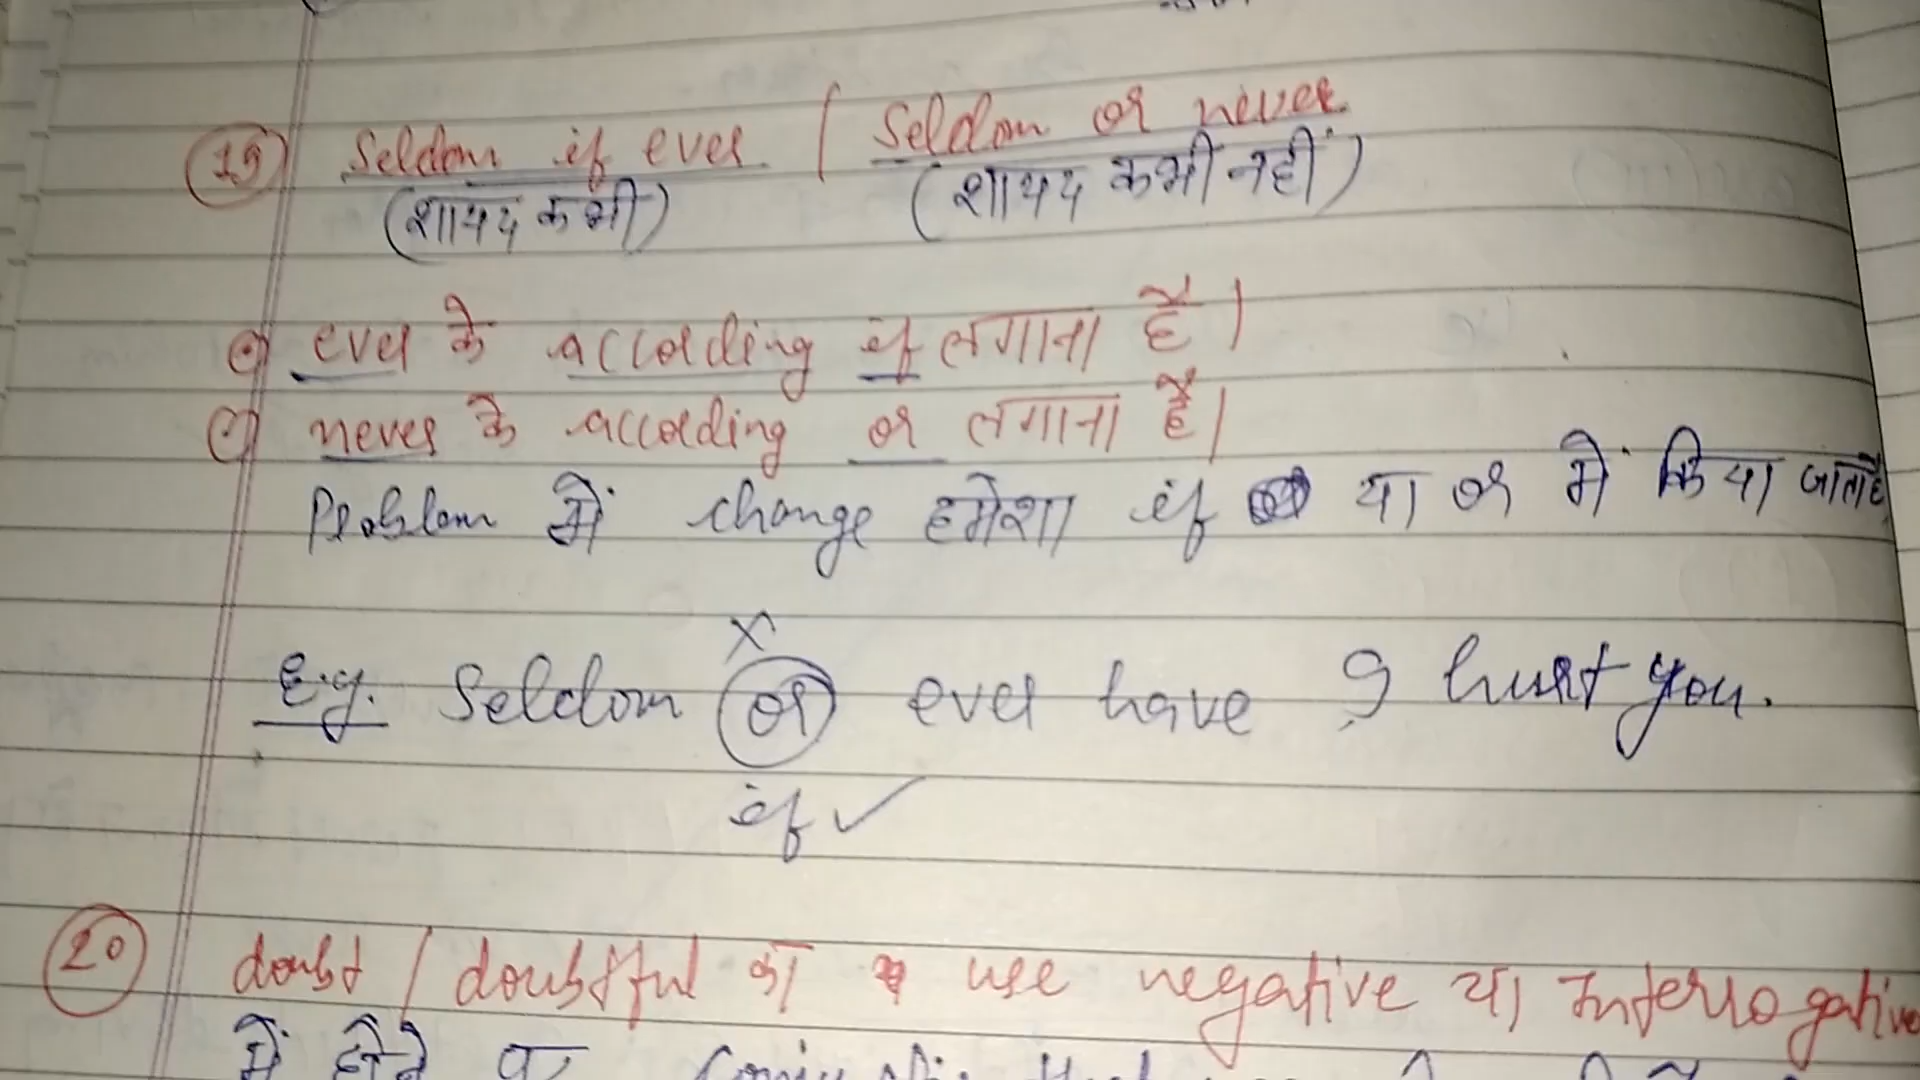 19 Seldom if ever / Seldom or never
(शायद कभी) (शायद कभी नहीं)
ever के according if लगाना है।
never के according or लगाना है।
Problem में change हमेशा if या or में किया जाता है
E.g. Seldom or ever have I hurt you.
if ✓
20 doubt / doubtful का use negative या Interrogative
में होने पर